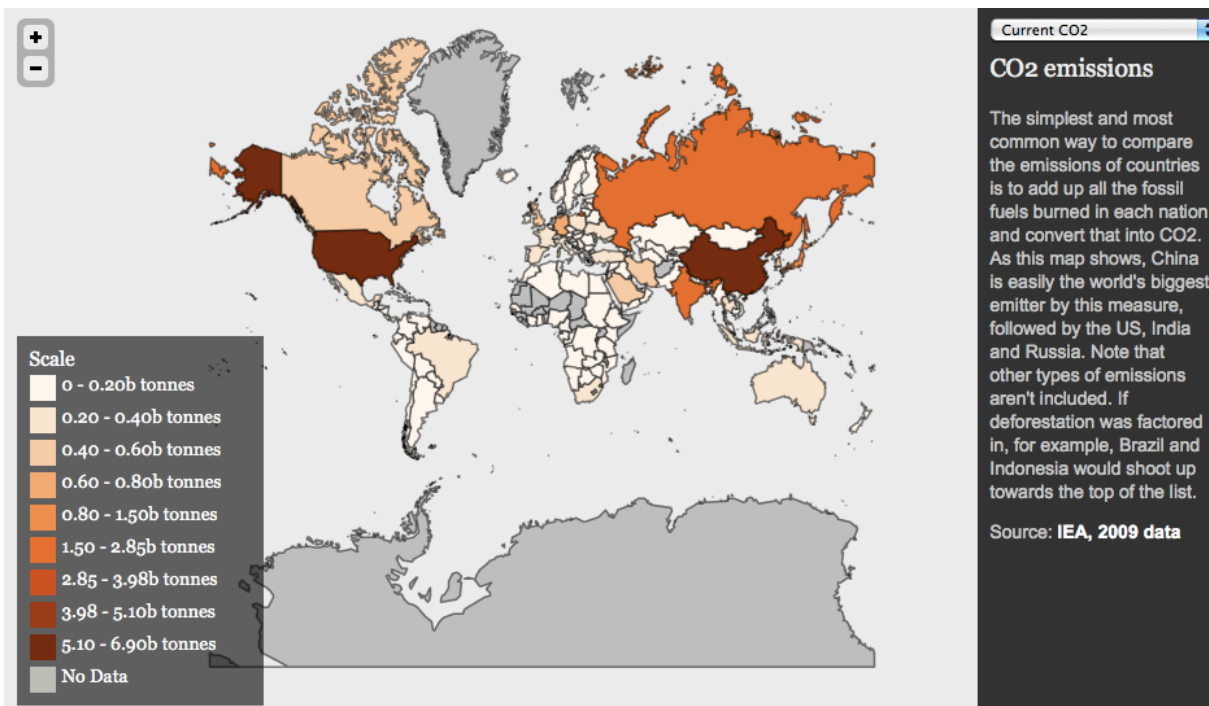 +
−
Current CO2
CO2 emissions
The simplest and most
common way to compare
the emissions of countries
is to add up all the fossil
fuels burned in each nation
and convert that into CO2.
As this map shows, China
is easily the world's biggest
emitter by this measure,
followed by the US, India
and Russia. Note that
other types of emissions
aren't included. If
deforestation was factored
in, for example, Brazil and
Indonesia would shoot up
towards the top of the list.
Source: IEA, 2009 data
Scale
0 - 0.20b tonnes
0.20 - 0.40b tonnes
0.40 - 0.60b tonnes
0.60 - 0.80b tonnes
0.80 - 1.50b tonnes
1.50 - 2.85b tonnes
2.85 - 3.98b tonnes
3.98 - 5.10b tonnes
5.10 - 6.90b tonnes
No Data